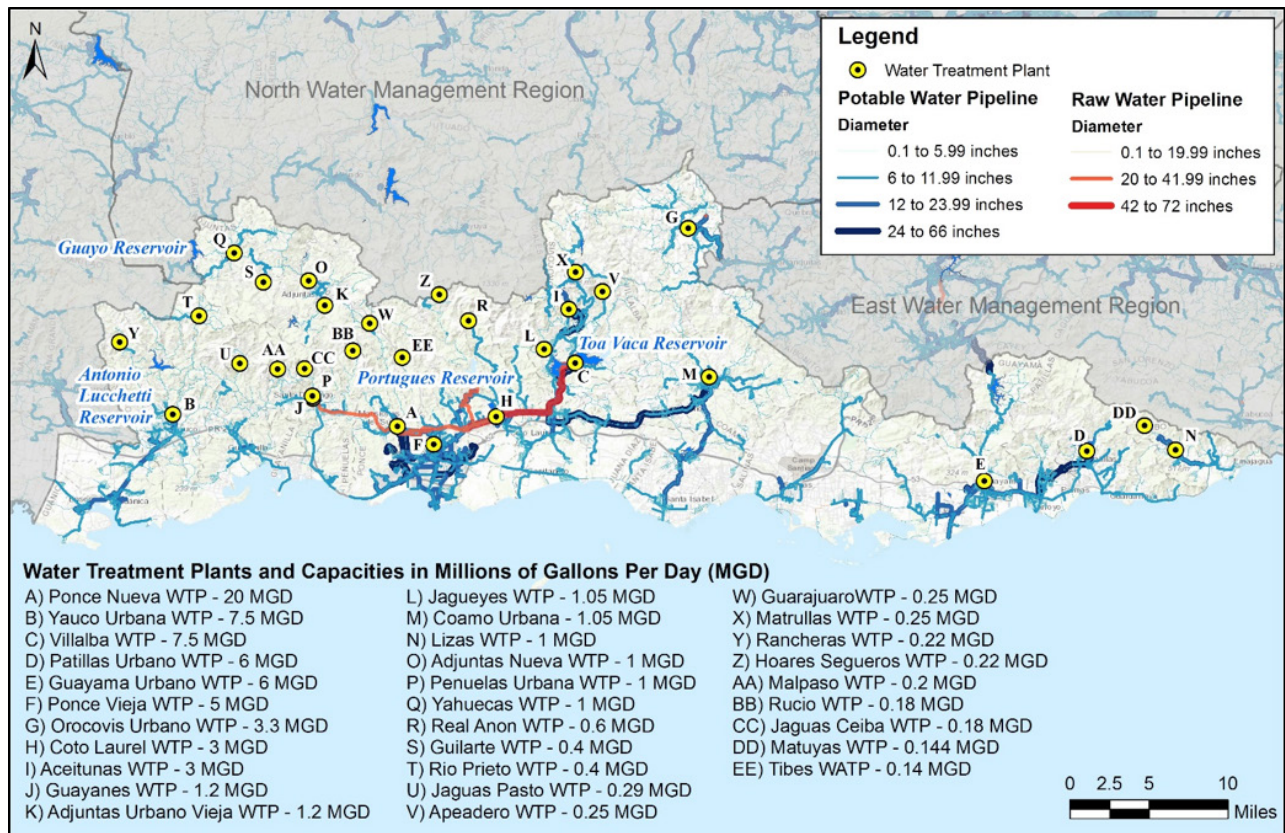 N
North Water Management Region
Legend
Water Treatment Plant
Potable Water Pipeline
Diameter
0.1 to 5.99 inches
6 to 11.99 inches
12 to 23.99 inches
24 to 66 inches
Raw Water Pipeline
Diameter
0.1 to 19.99 inches
20 to 41.99 inches
42 to 72 inches
Guayo Reservoir
Q
S
O
Adjuntas
K
T
Y
Z
R
W
BB
EE
U
AA
CC
P
J
Antonio
Lucchetti
Reservoir
B
Portugues Reservoir
A
F
H
G
X
V
I
L
Toa Vaca Reservoir
C
M
East Water Management Region
DD
D
N
E
GUAYAMA
PONCE
COAMO
SALINAS
Santa Isabel
Water Treatment Plants and Capacities in Millions of Gallons Per Day (MGD)
A) Ponce Nueva WTP - 20 MGD
B) Yauco Urbana WTP - 7.5 MGD
C) Villalba WTP - 7.5 MGD
D) Patillas Urbano WTP - 6 MGD
E) Guayama Urbano WTP - 6 MGD
F) Ponce Vieja WTP - 5 MGD
G) Orocovis Urbano WTP - 3.3 MGD
H) Coto Laurel WTP - 3 MGD
I) Aceitunas WTP - 3 MGD
J) Guayanes WTP - 1.2 MGD
K) Adjuntas Urbano Vieja WTP - 1.2 MGD
L) Jagueyes WTP - 1.05 MGD
M) Coamo Urbana - 1.05 MGD
N) Lizas WTP - 1 MGD
O) Adjuntas Nueva WTP - 1 MGD
P) Penuelas Urbana WTP - 1 MGD
Q) Yahuecas WTP - 1 MGD
R) Real Anon WTP - 0.6 MGD
S) Guilarte WTP - 0.4 MGD
T) Rio Prieto WTP - 0.4 MGD
U) Jaguas Pasto WTP - 0.29 MGD
V) Apeadero WTP - 0.25 MGD
W) GuarajuaroWTP - 0.25 MGD
X) Matrullas WTP - 0.25 MGD
Y) Rancheras WTP - 0.22 MGD
Z) Hoares Segueros WTP - 0.22 MGD
AA) Malpaso WTP - 0.2 MGD
BB) Rucio WTP - 0.18 MGD
CC) Jaguas Ceiba WTP - 0.18 MGD
DD) Matuyas WTP - 0.144 MGD
EE) Tibes WATP - 0.14 MGD
0 2.5 5 10
Miles